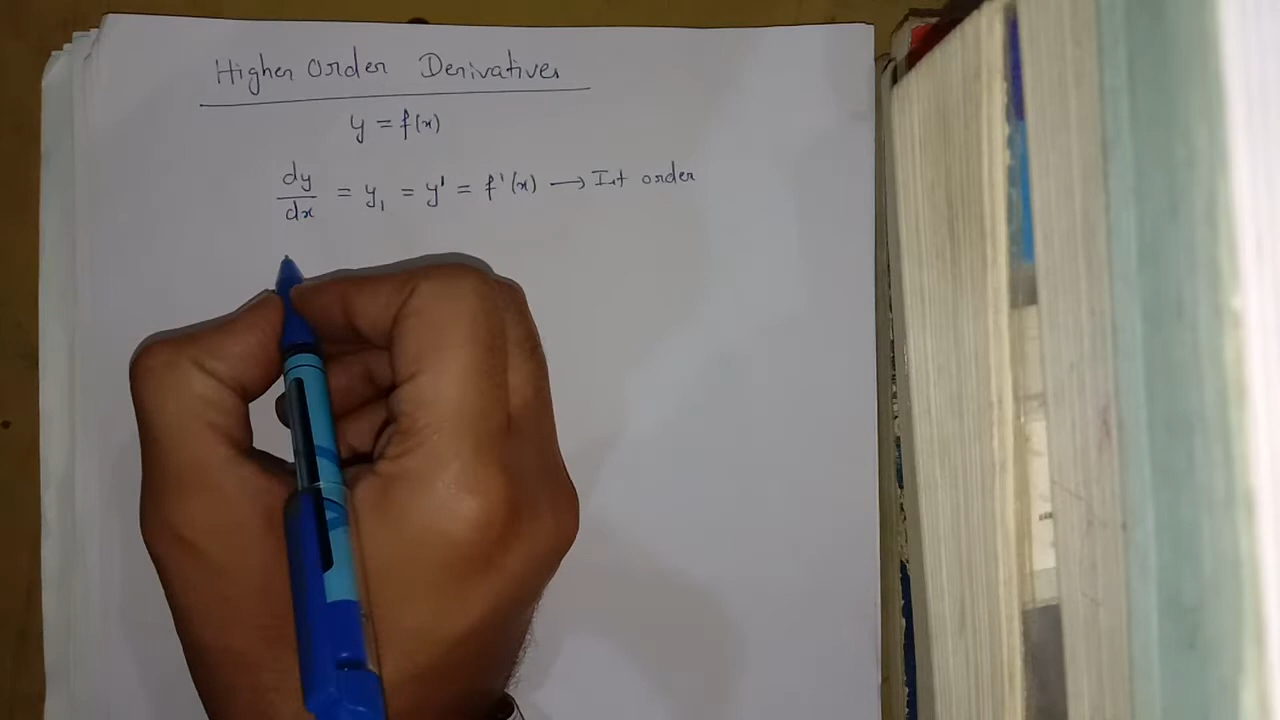 Higher Order Derivatives
y = f(x)
dy/dx = y₁ = y' = f'(x) → Ist order